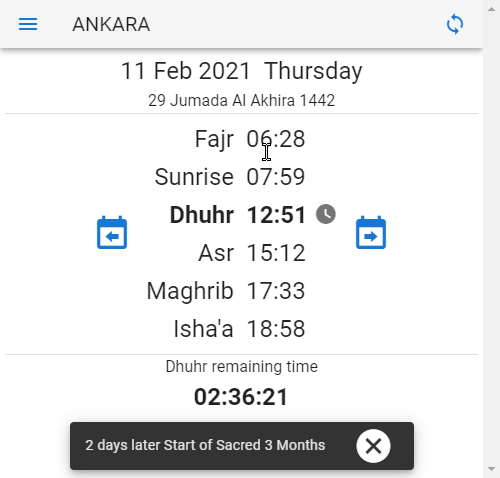 ANKARA
11 Feb 2021 Thursday
29 Jumada Al Akhira 1442
Fajr 06:28
Sunrise 07:59
Dhuhr 12:51
Asr 15:12
Maghrib 17:33
Isha'a 18:58
Dhuhr remaining time
02:36:21
2 days later Start of Sacred 3 Months